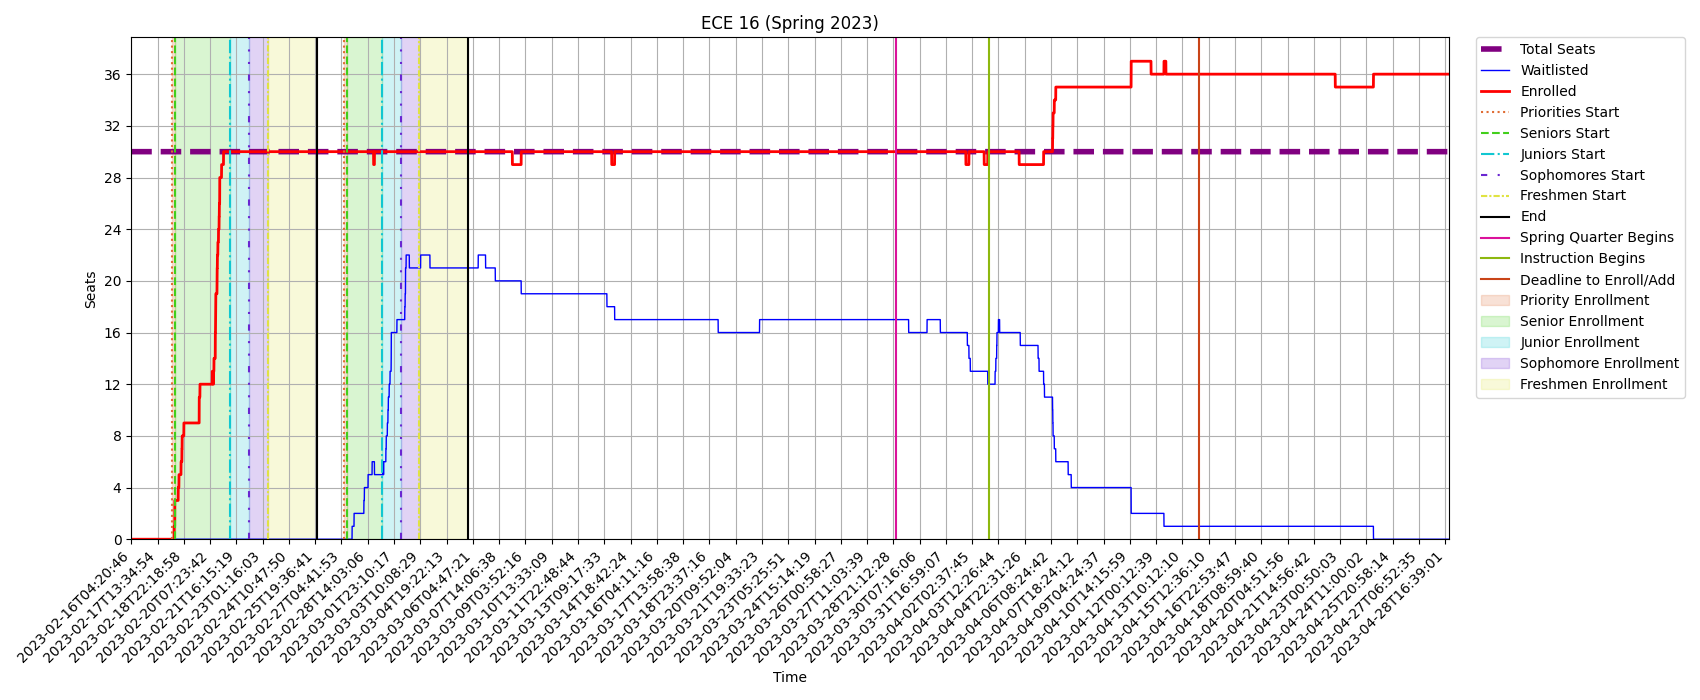 ECE 16 (Spring 2023)
Seats
36
32
28
24
20
16
12
8
4
0
2023-02-16T04:20:46
2023-02-17T13:34:54
2023-02-18T22:18:58
2023-02-20T07:23:42
2023-02-21T16:15:19
2023-02-23T01:16:03
2023-02-24T10:47:50
2023-02-25T19:36:41
2023-02-27T04:41:53
2023-02-28T14:03:06
2023-03-01T23:10:17
2023-03-03T10:08:29
2023-03-04T19:22:13
2023-03-06T04:47:21
2023-03-07T14:06:38
2023-03-09T03:52:16
2023-03-10T13:33:09
2023-03-11T22:48:44
2023-03-13T09:17:33
2023-03-14T18:42:24
2023-03-16T04:11:16
2023-03-17T13:58:38
2023-03-18T23:37:16
2023-03-20T09:52:04
2023-03-21T19:33:23
2023-03-23T05:25:51
2023-03-24T15:14:19
2023-03-26T00:58:27
2023-03-27T11:03:39
2023-03-28T21:12:28
2023-03-30T07:16:06
2023-03-31T16:59:07
2023-04-02T02:37:45
2023-04-03T12:26:44
2023-04-04T22:31:26
2023-04-06T08:24:42
2023-04-07T18:24:12
2023-04-09T04:24:37
2023-04-10T14:15:59
2023-04-12T00:12:39
2023-04-13T10:12:10
2023-04-15T12:36:10
2023-04-16T22:53:47
2023-04-18T08:59:40
2023-04-20T04:51:56
2023-04-21T14:56:42
2023-04-23T00:50:03
2023-04-24T11:00:02
2023-04-25T20:58:14
2023-04-27T06:52:35
2023-04-28T16:39:01
Time
Total Seats
Waitlisted
Enrolled
Priorities Start
Seniors Start
Juniors Start
Sophomores Start
Freshmen Start
End
Spring Quarter Begins
Instruction Begins
Deadline to Enroll/Add
Priority Enrollment
Senior Enrollment
Junior Enrollment
Sophomore Enrollment
Freshmen Enrollment